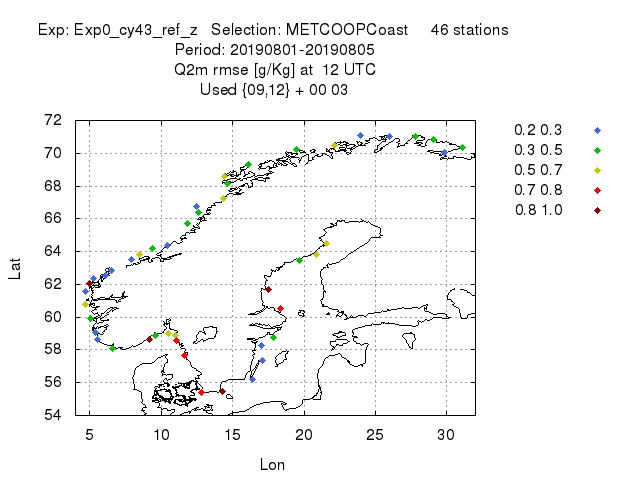 Exp: Exp0_cy43_ref_z Selection: METCOOPCoast 46 stations
Period: 20190801-20190805
Q2m rmse [g/Kg] at 12 UTC
Used {09,12} + 00 03
72
70
68
66
64
62
60
58
56
54
Lat
5 10 15 20 25 30
Lon
0.2 0.3
0.3 0.5
0.5 0.7
0.7 0.8
0.8 1.0